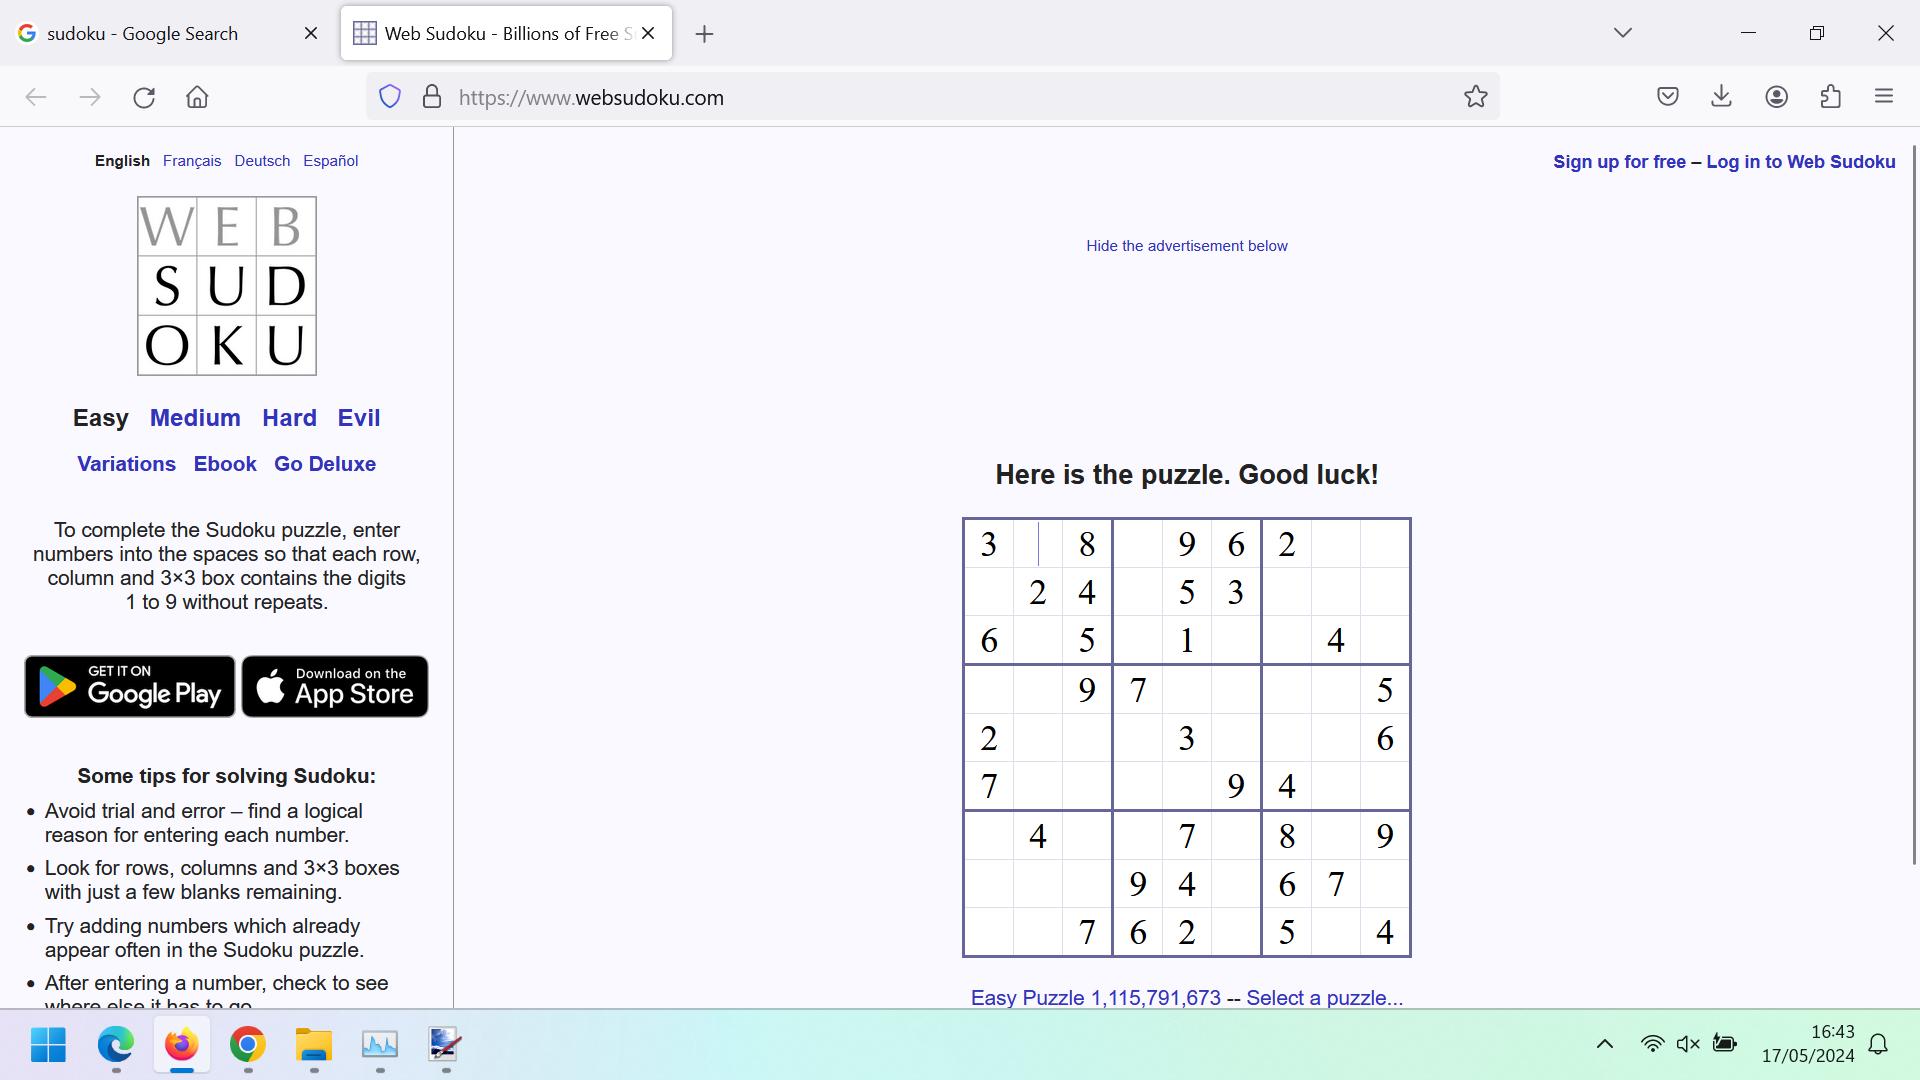 sudoku - Google Search
Web Sudoku - Billions of Free S
https://www.websudoku.com
English Français Deutsch Español
WEB
SUD
OKU
Easy Medium Hard Evil
Variations Ebook Go Deluxe
To complete the Sudoku puzzle, enter
numbers into the spaces so that each row,
column and 3×3 box contains the digits
1 to 9 without repeats.
GET IT ON
Google Play
Download on the
App Store
Some tips for solving Sudoku:
• Avoid trial and error – find a logical
reason for entering each number.
• Look for rows, columns and 3×3 boxes
with just a few blanks remaining.
• Try adding numbers which already
appear often in the Sudoku puzzle.
• After entering a number, check to see
where else it has to go.
Sign up for free – Log in to Web Sudoku
Hide the advertisement below
Here is the puzzle. Good luck!
3 8 9 6 2
2 4 5 3
6 5 1 4
9 7 5
2 3 6
7 9 4
4 7 8 9
9 4 6 7
7 6 2 5 4
Easy Puzzle 1,115,791,673 -- Select a puzzle...
16:43
17/05/2024